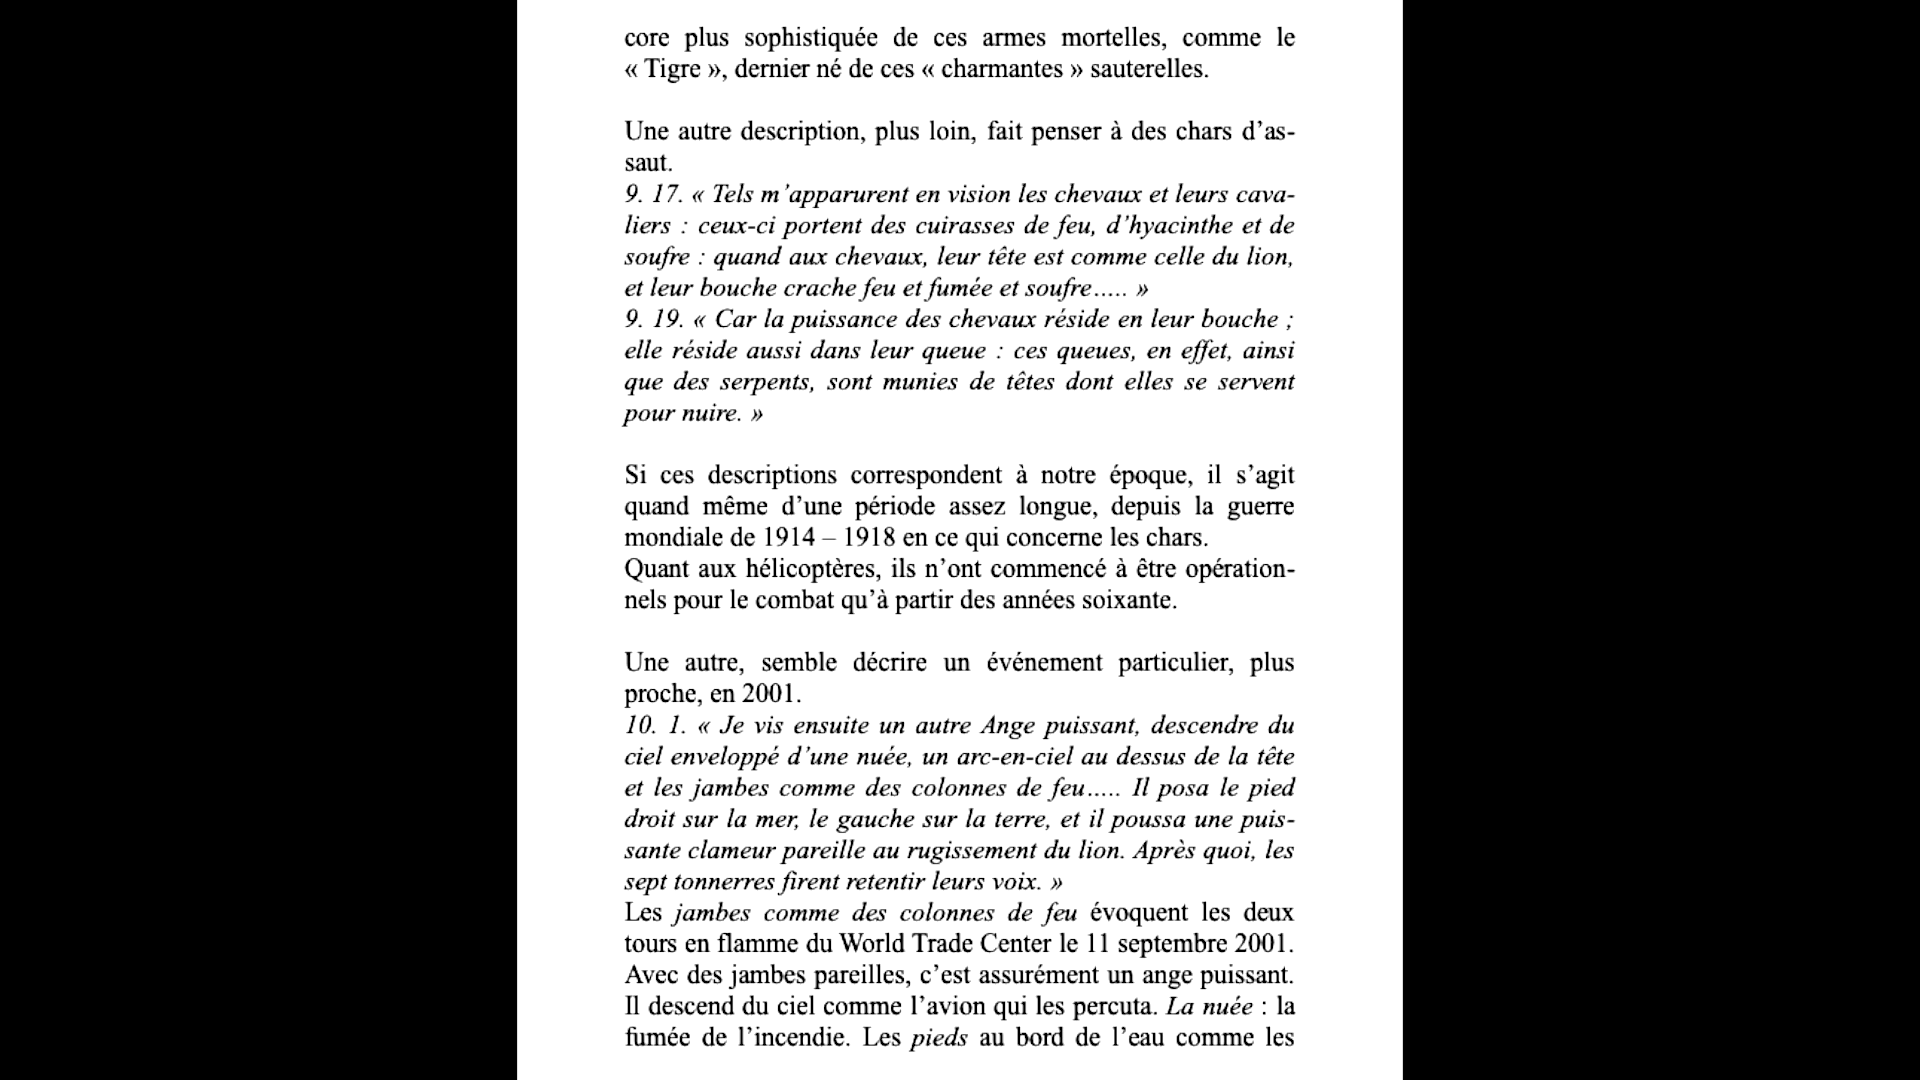 core plus sophistiquée de ces armes mortelles, comme le
« Tigre », dernier né de ces « charmantes » sauterelles.
Une autre description, plus loin, fait penser à des chars d’as-
saut.
9. 17. « Tels m’apparurent en vision les chevaux et leurs cava-
liers : ceux-ci portent des cuirasses de feu, d’hyacinthe et de
soufre : quand aux chevaux, leur tête est comme celle du lion,
et leur bouche crache feu et fumée et soufre..... »
9. 19. « Car la puissance des chevaux réside en leur bouche ;
elle réside aussi dans leur queue : ces queues, en effet, ainsi
que des serpents, sont munies de têtes dont elles se servent
pour nuire. »
Si ces descriptions correspondent à notre époque, il s’agit
quand même d’une période assez longue, depuis la guerre
mondiale de 1914 – 1918 en ce qui concerne les chars.
Quant aux hélicoptères, ils n’ont commencé à être opération-
nels pour le combat qu’à partir des années soixante.
Une autre, semble décrire un événement particulier, plus
proche, en 2001.
10. 1. « Je vis ensuite un autre Ange puissant, descendre du
ciel enveloppé d’une nuée, un arc-en-ciel au dessus de la tête
et les jambes comme des colonnes de feu..... Il posa le pied
droit sur la mer, le gauche sur la terre, et il poussa une puis-
sante clameur pareille au rugissement du lion. Après quoi, les
sept tonnerres firent retentir leurs voix. »
Les jambes comme des colonnes de feu évoquent les deux
tours en flamme du World Trade Center le 11 septembre 2001.
Avec des jambes pareilles, c’est assurément un ange puissant.
Il descend du ciel comme l’avion qui les percuta. La nuée : la
fumée de l’incendie. Les pieds au bord de l’eau comme les